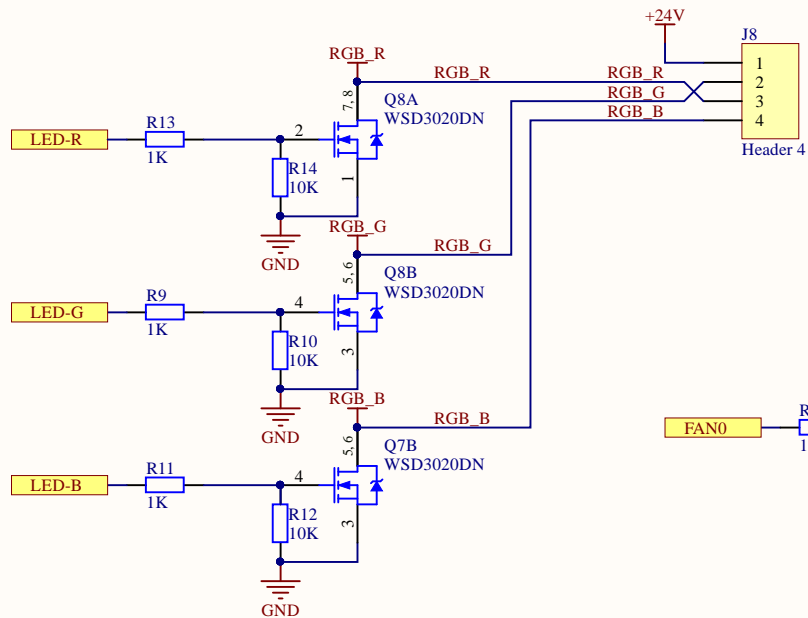 +24V
J8
RGB_R
RGB_R
RGB_R
1
7, 8
Q8A
RGB_G
2
WSD3020DN
RGB_B
3
4
LED-R
R13
1K
2
R14
10K
1
Header 4
GND
RGB_G
RGB_G
5, 6
Q8B
WSD3020DN
LED-G
R9
1K
4
R10
10K
3
GND
RGB_B
RGB_B
5, 6
Q7B
WSD3020DN
FAN0
R
1
LED-B
R11
1K
4
R12
10K
3
GND